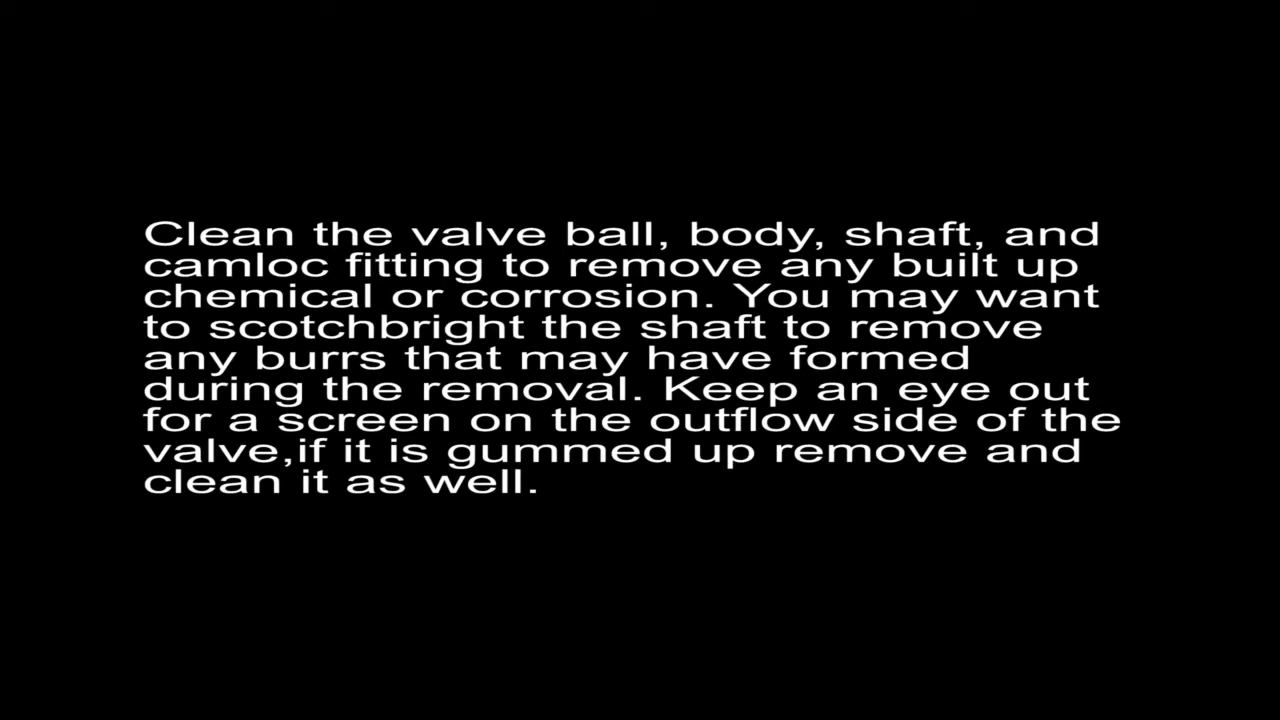 Clean the valve ball, body, shaft, and
camloc fitting to remove any built up
chemical or corrosion. You may want
to scotchbright the shaft to remove
any burrs that may have formed
during the removal. Keep an eye out
for a screen on the outflow side of the
valve,if it is gummed up remove and
clean it as well.